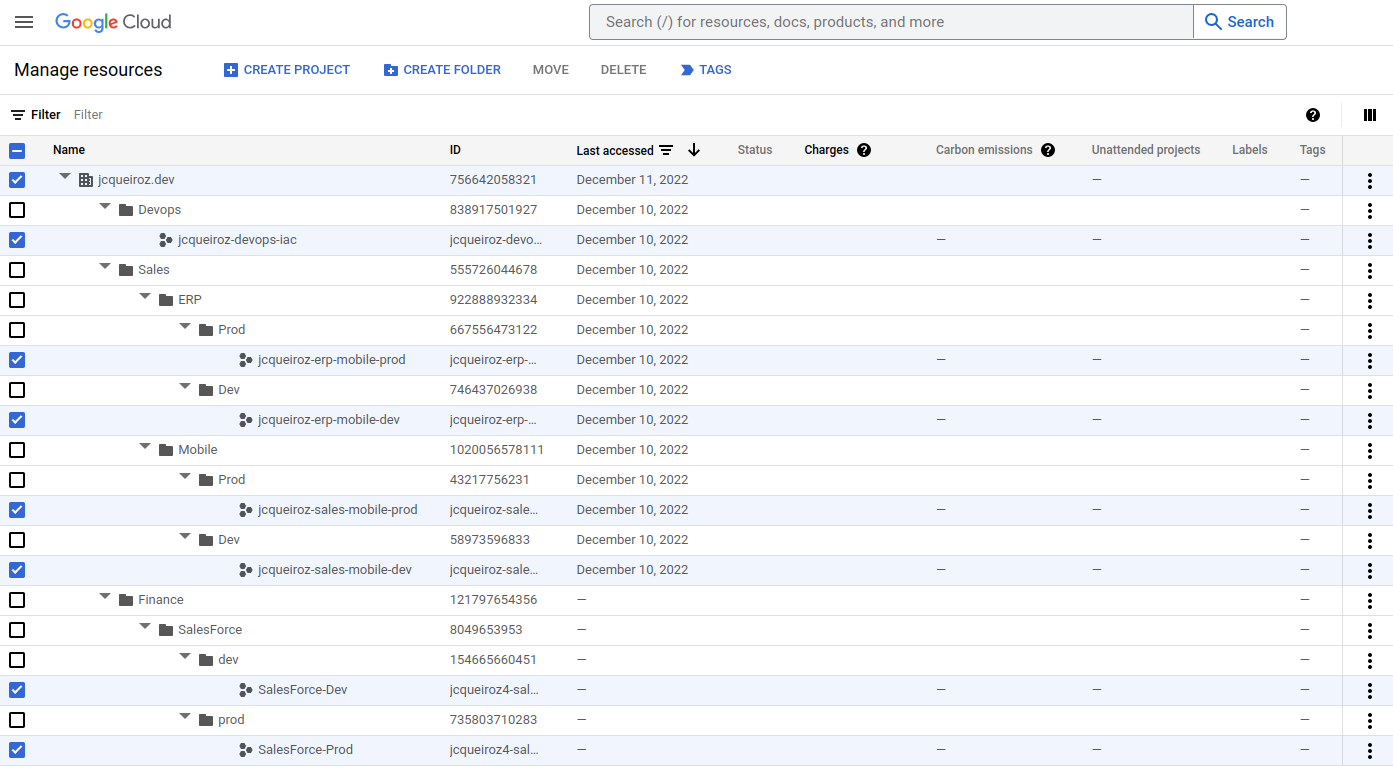 Google Cloud Search (/) for resources, docs, products, and more Search
Manage resources CREATE PROJECT CREATE FOLDER MOVE DELETE TAGS
Filter Filter ?
Name ID Last accessed Status Charges ? Carbon emissions ? Unattended projects Labels Tags
jcqueiroz.dev 756642058321 December 11, 2022 — —
Devops 838917501927 December 10, 2022 —
jcqueiroz-devops-iac jcqueiroz-devo… December 10, 2022 — — —
Sales 555726044678 December 10, 2022 —
ERP 922888932334 December 10, 2022 —
Prod 667556473122 December 10, 2022 —
jcqueiroz-erp-mobile-prod jcqueiroz-erp-… December 10, 2022 — — —
Dev 746437026938 December 10, 2022 —
jcqueiroz-erp-mobile-dev jcqueiroz-erp-… December 10, 2022 — — —
Mobile 1020056578111 December 10, 2022 —
Prod 43217756231 December 10, 2022 —
jcqueiroz-sales-mobile-prod jcqueiroz-sale… December 10, 2022 — — —
Dev 58973596833 December 10, 2022 —
jcqueiroz-sales-mobile-dev jcqueiroz-sale… December 10, 2022 — — —
Finance 121797654356 — —
SalesForce 8049653953 — —
dev 154665660451 — —
SalesForce-Dev jcqueiroz4-sal… — — — —
prod 735803710283 — —
SalesForce-Prod jcqueiroz4-sal… — — — —